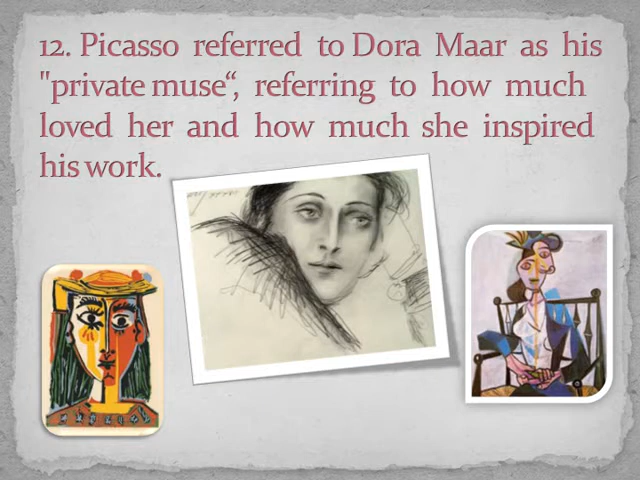 12. Picasso referred to Dora Maar as his
"private muse“, referring to how much
loved her and how much she inspired
his work.